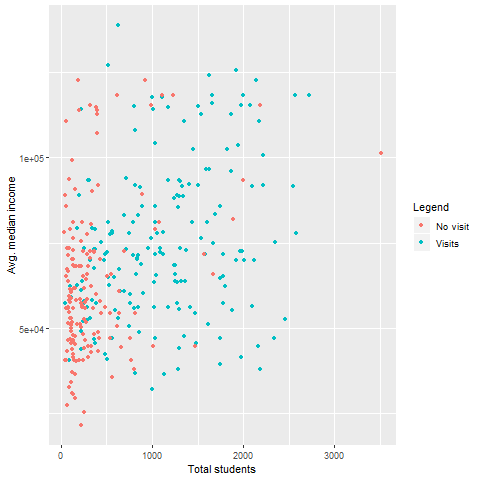 Avg. median income
1e+05
5e+04
0
1000
2000
3000
Total students
Legend
No visit
Visits